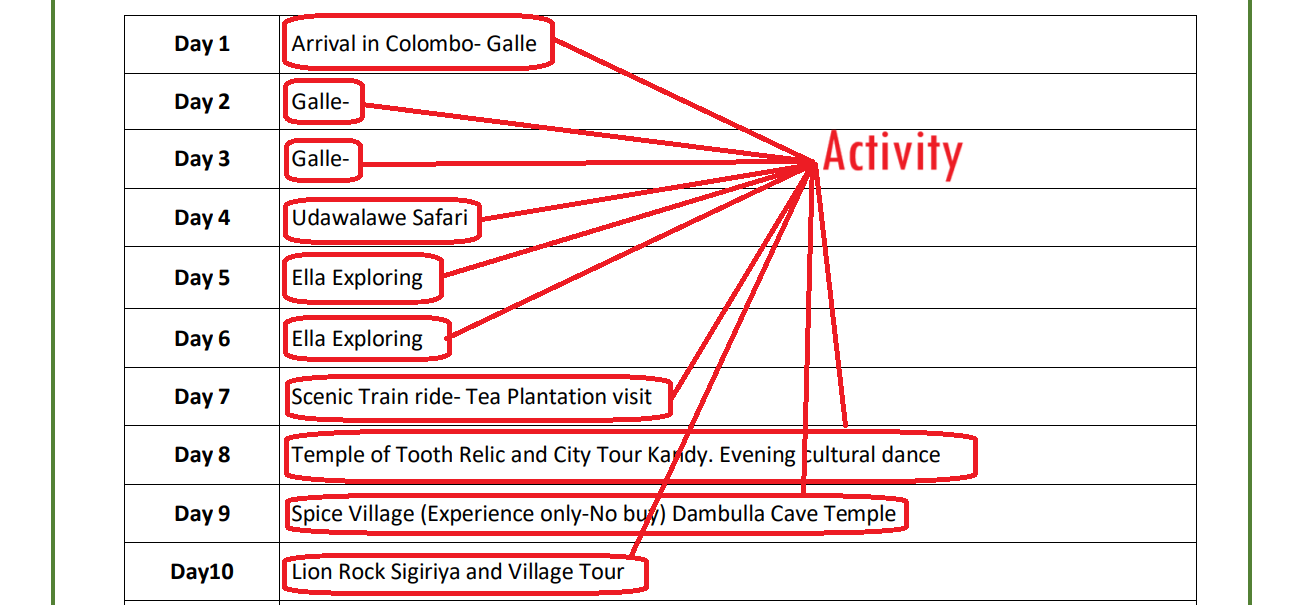 Day 1 Arrival in Colombo- Galle
Day 2 Galle-
Day 3 Galle-
Activity
Day 4 Udawalawe Safari
Day 5 Ella Exploring
Day 6 Ella Exploring
Day 7 Scenic Train ride- Tea Plantation visit
Day 8 Temple of Tooth Relic and City Tour Kandy. Evening cultural dance
Day 9 Spice Village (Experience only-No buy) Dambulla Cave Temple
Day10 Lion Rock Sigiriya and Village Tour